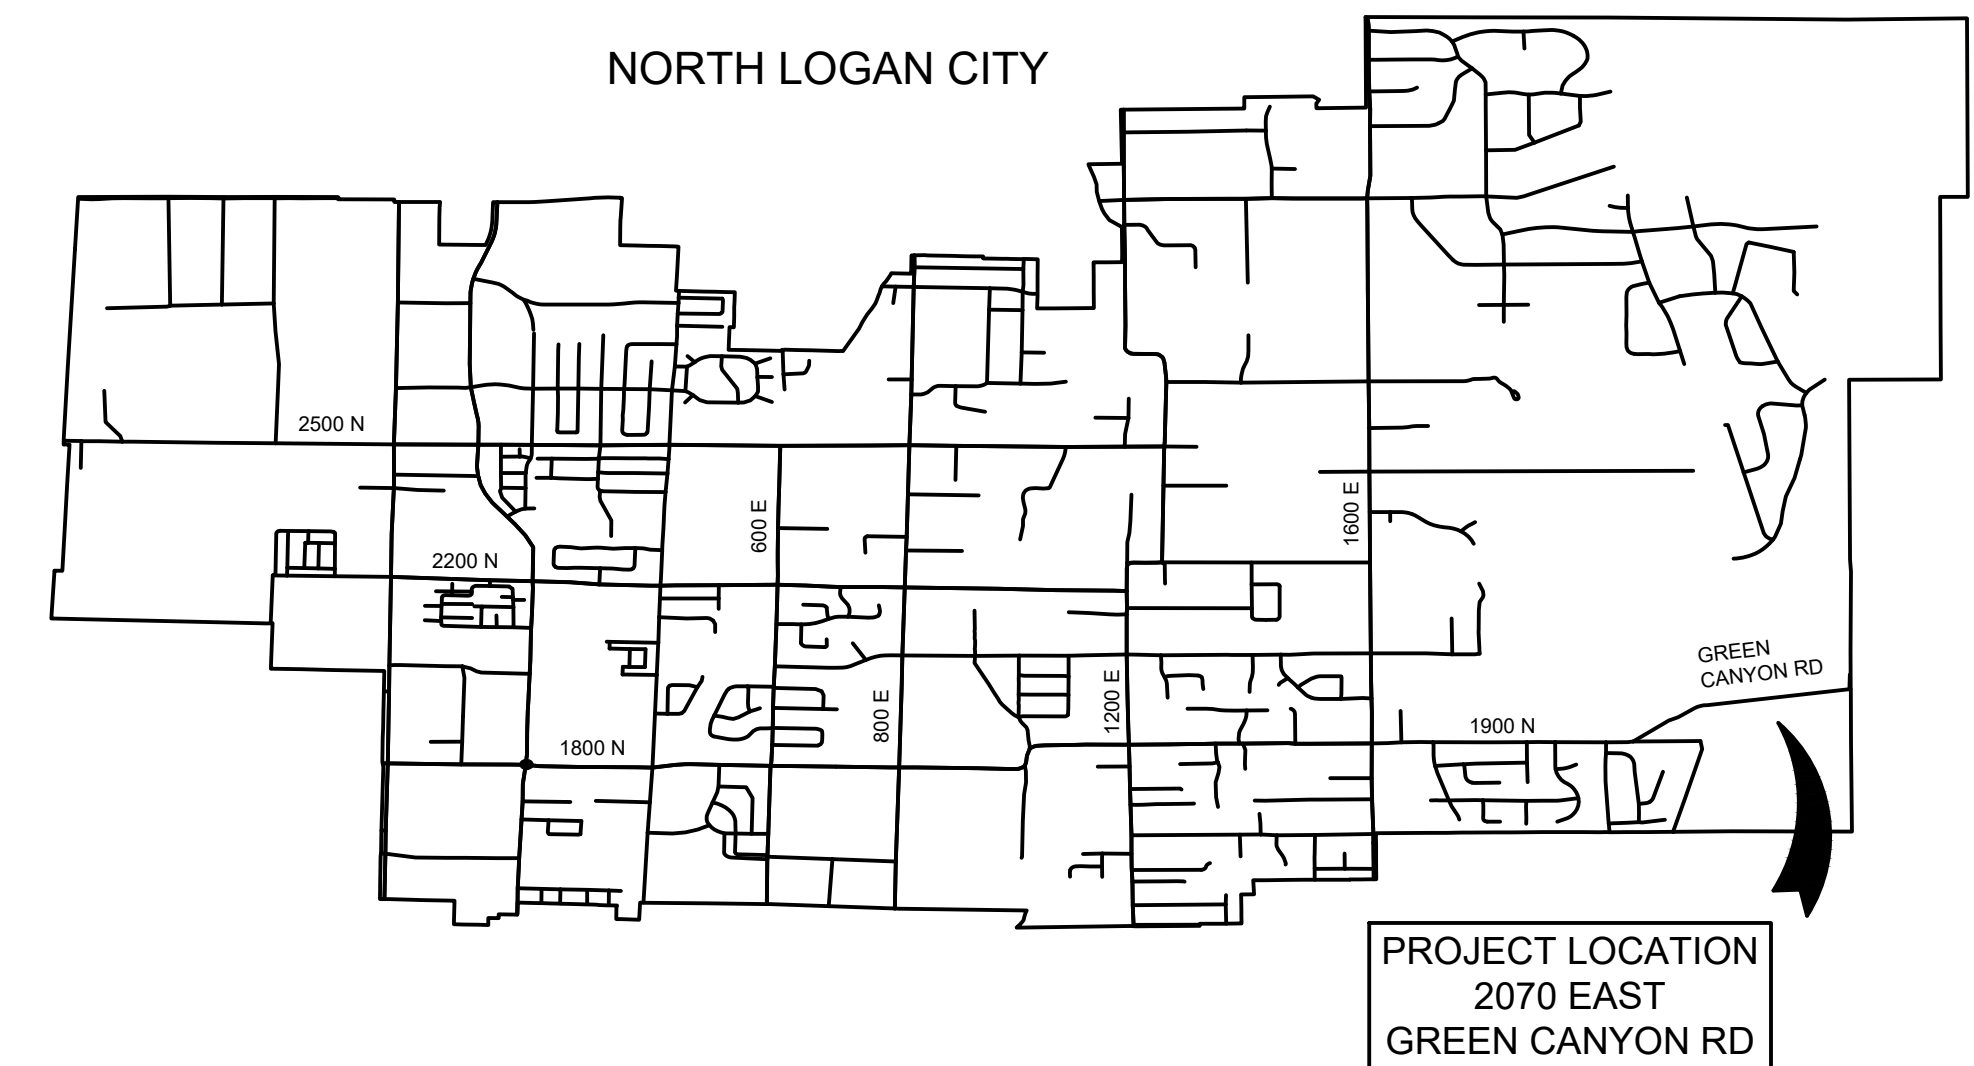 NORTH LOGAN CITY
2500 N
600 E
1600 E
2200 N
GREEN
CANYON RD
800 E
1200 E
1900 N
1800 N
PROJECT LOCATION
2070 EAST
GREEN CANYON RD